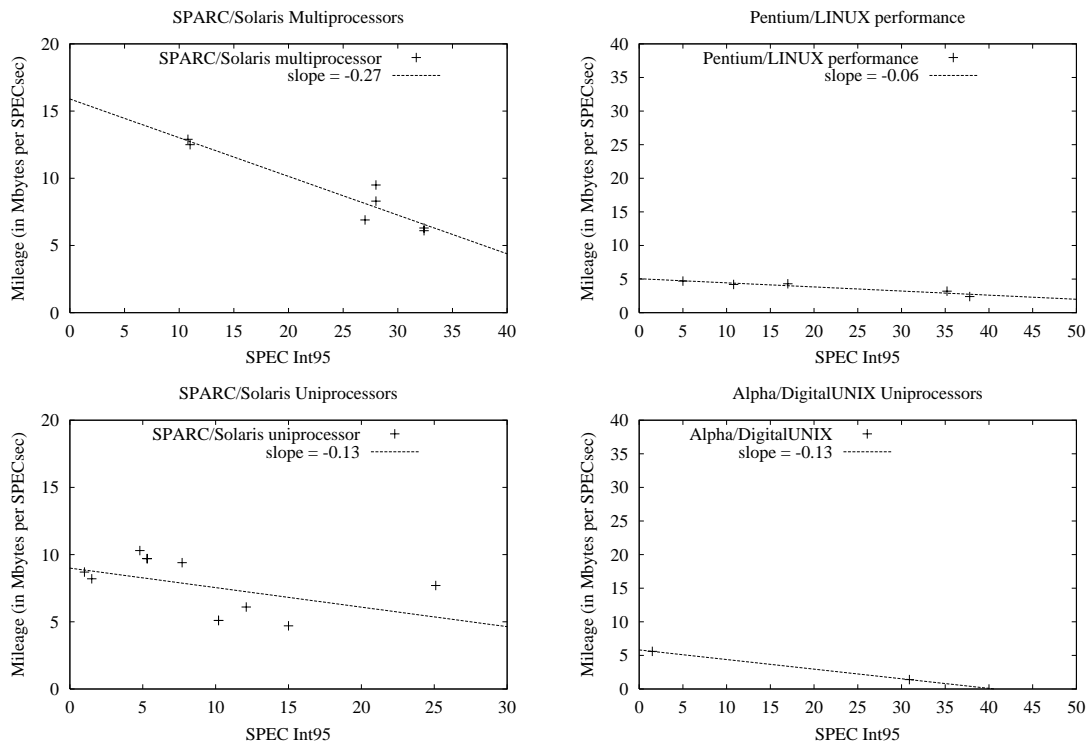 SPARC/Solaris Multiprocessors
20
15
10
5
0
Mileage (in Mbytes per SPECsec)
SPARC/Solaris multiprocessor
slope = -0.27
0 5 10 15 20 25 30 35 40
SPEC Int95
Pentium/LINUX performance
40
35
30
25
20
15
10
5
0
Mileage (in Mbytes per SPECsec)
Pentium/LINUX performance
slope = -0.06
0 5 10 15 20 25 30 35 40 45 50
SPEC Int95
SPARC/Solaris Uniprocessors
20
15
10
5
0
Mileage (in Mbytes per SPECsec)
SPARC/Solaris uniprocessor
slope = -0.13
0 5 10 15 20 25 30
SPEC Int95
Alpha/DigitalUNIX Uniprocessors
40
35
30
25
20
15
10
5
0
Mileage (in Mbytes per SPECsec)
Alpha/DigitalUNIX
slope = -0.13
0 5 10 15 20 25 30 35 40 45 50
SPEC Int95